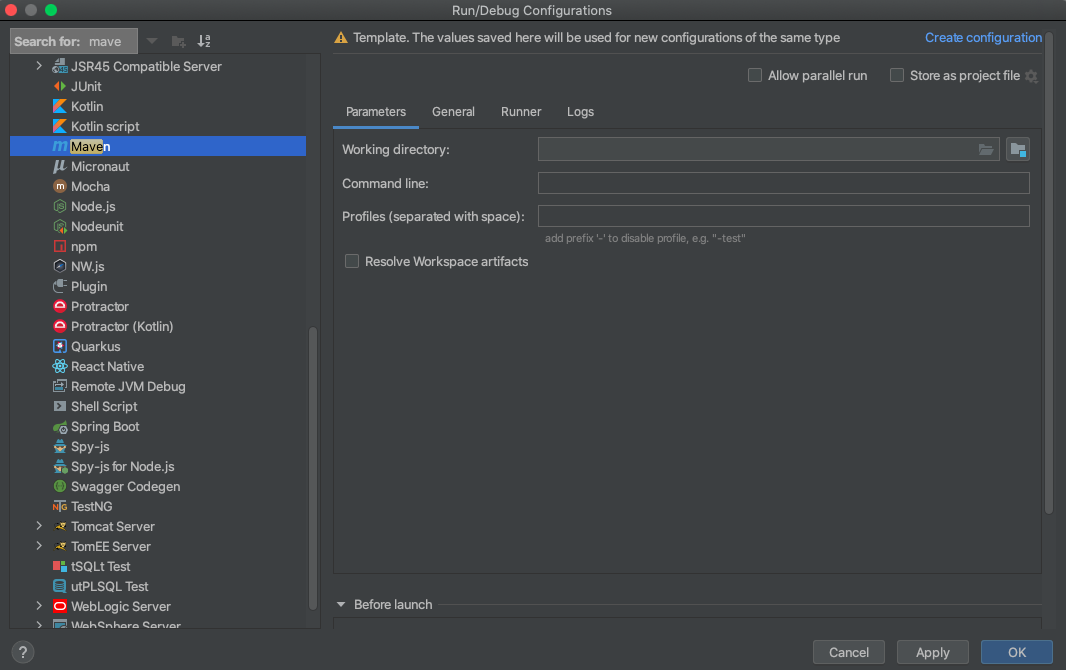 Run/Debug Configurations
Search for: mave
JSR45 Compatible Server
JUnit
Kotlin
Kotlin script
Maven
Micronaut
Mocha
Node.js
Nodeunit
npm
NW.js
Plugin
Protractor
Protractor (Kotlin)
Quarkus
React Native
Remote JVM Debug
Shell Script
Spring Boot
Spy-js
Spy-js for Node.js
Swagger Codegen
TestNG
Tomcat Server
TomEE Server
tSQLt Test
utPLSQL Test
WebLogic Server
WebSphere Server
Template. The values saved here will be used for new configurations of the same type
Create configuration
Allow parallel run
Store as project file
Parameters General Runner Logs
Working directory:
Command line:
Profiles (separated with space):
add prefix '-' to disable profile, e.g. "-test"
Resolve Workspace artifacts
Before launch
?
Cancel Apply OK